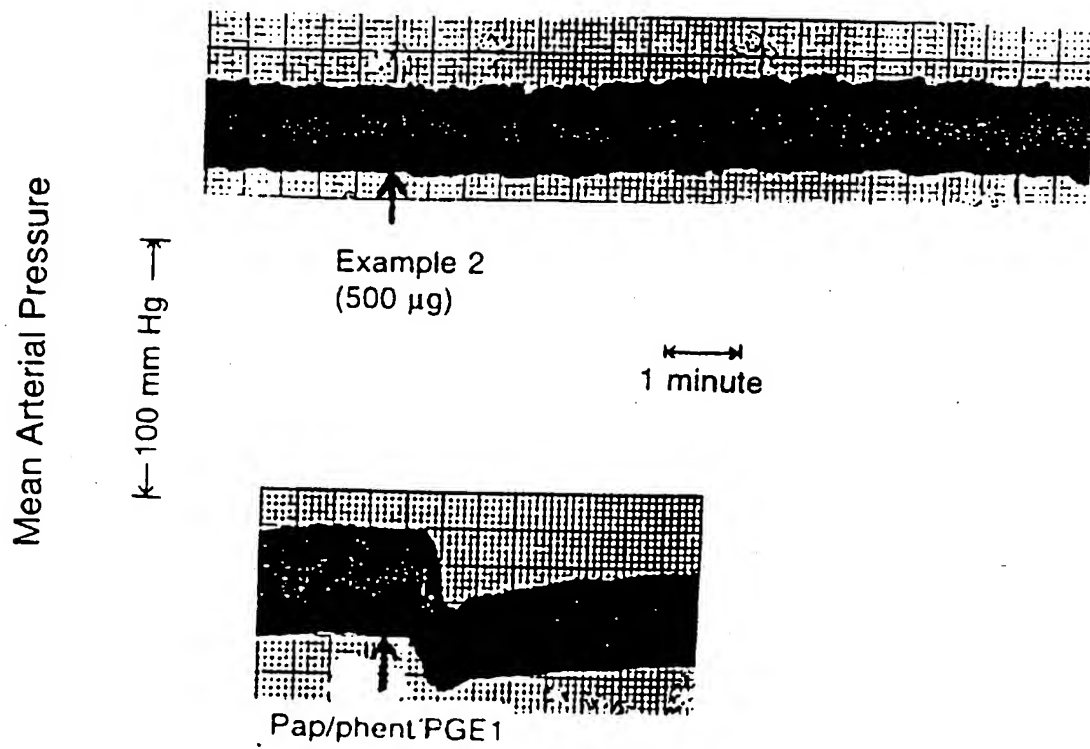 Mean Arterial Pressure
100 mm Hg
Example 2
(500 µg)
1 minute
Pap/phent/PGE1